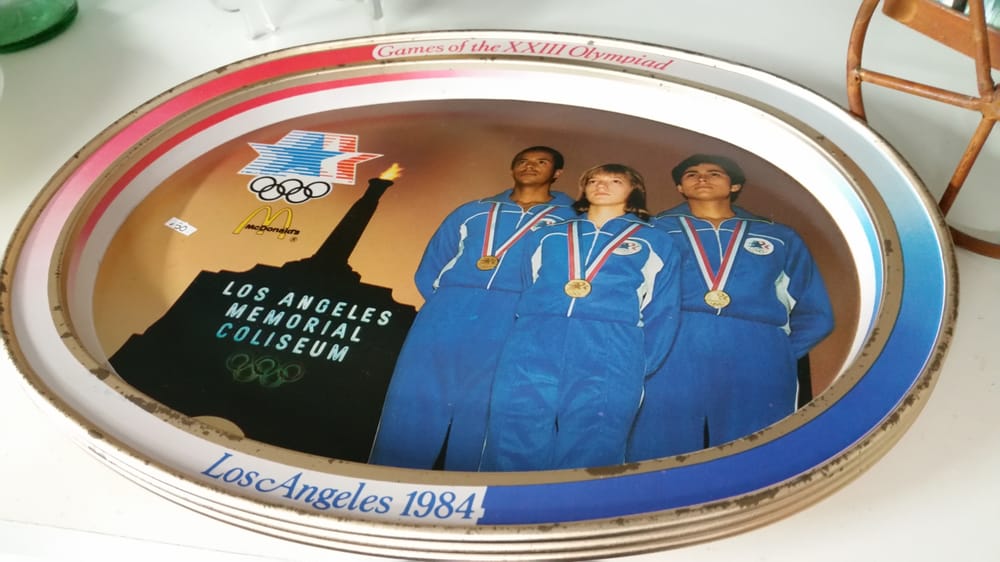 Games of the XXIII Olympiad
McDonald's
LOS ANGELES
MEMORIAL
COLISEUM
Los Angeles 1984